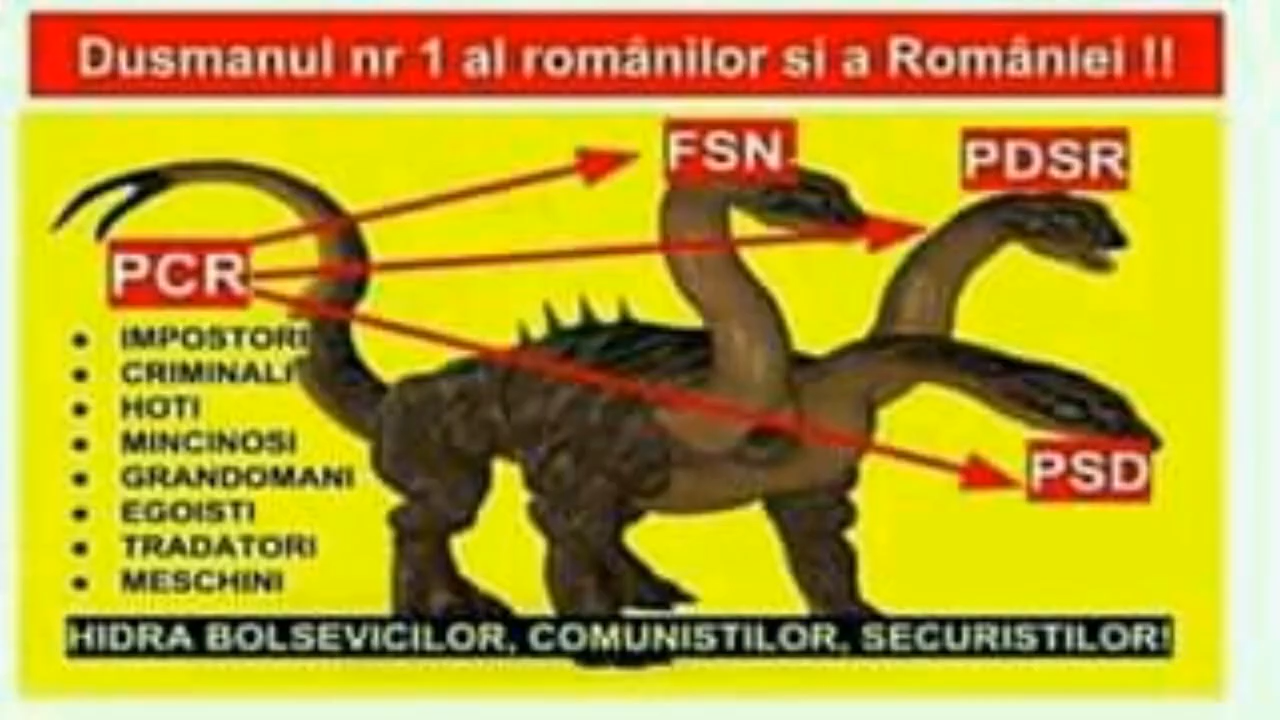 Dusmanul nr 1 al românilor si a României !!
FSN
PDSR
PCR
• IMPOSTORI
• CRIMINALI
• HOTI
• MINCINOSI
• GRANDOMANI
• EGOISTI
• TRADATORI
• MESCHINI
PSD
HIDRA BOLSEVICILOR, COMUNISTILOR, SECURISTILOR!